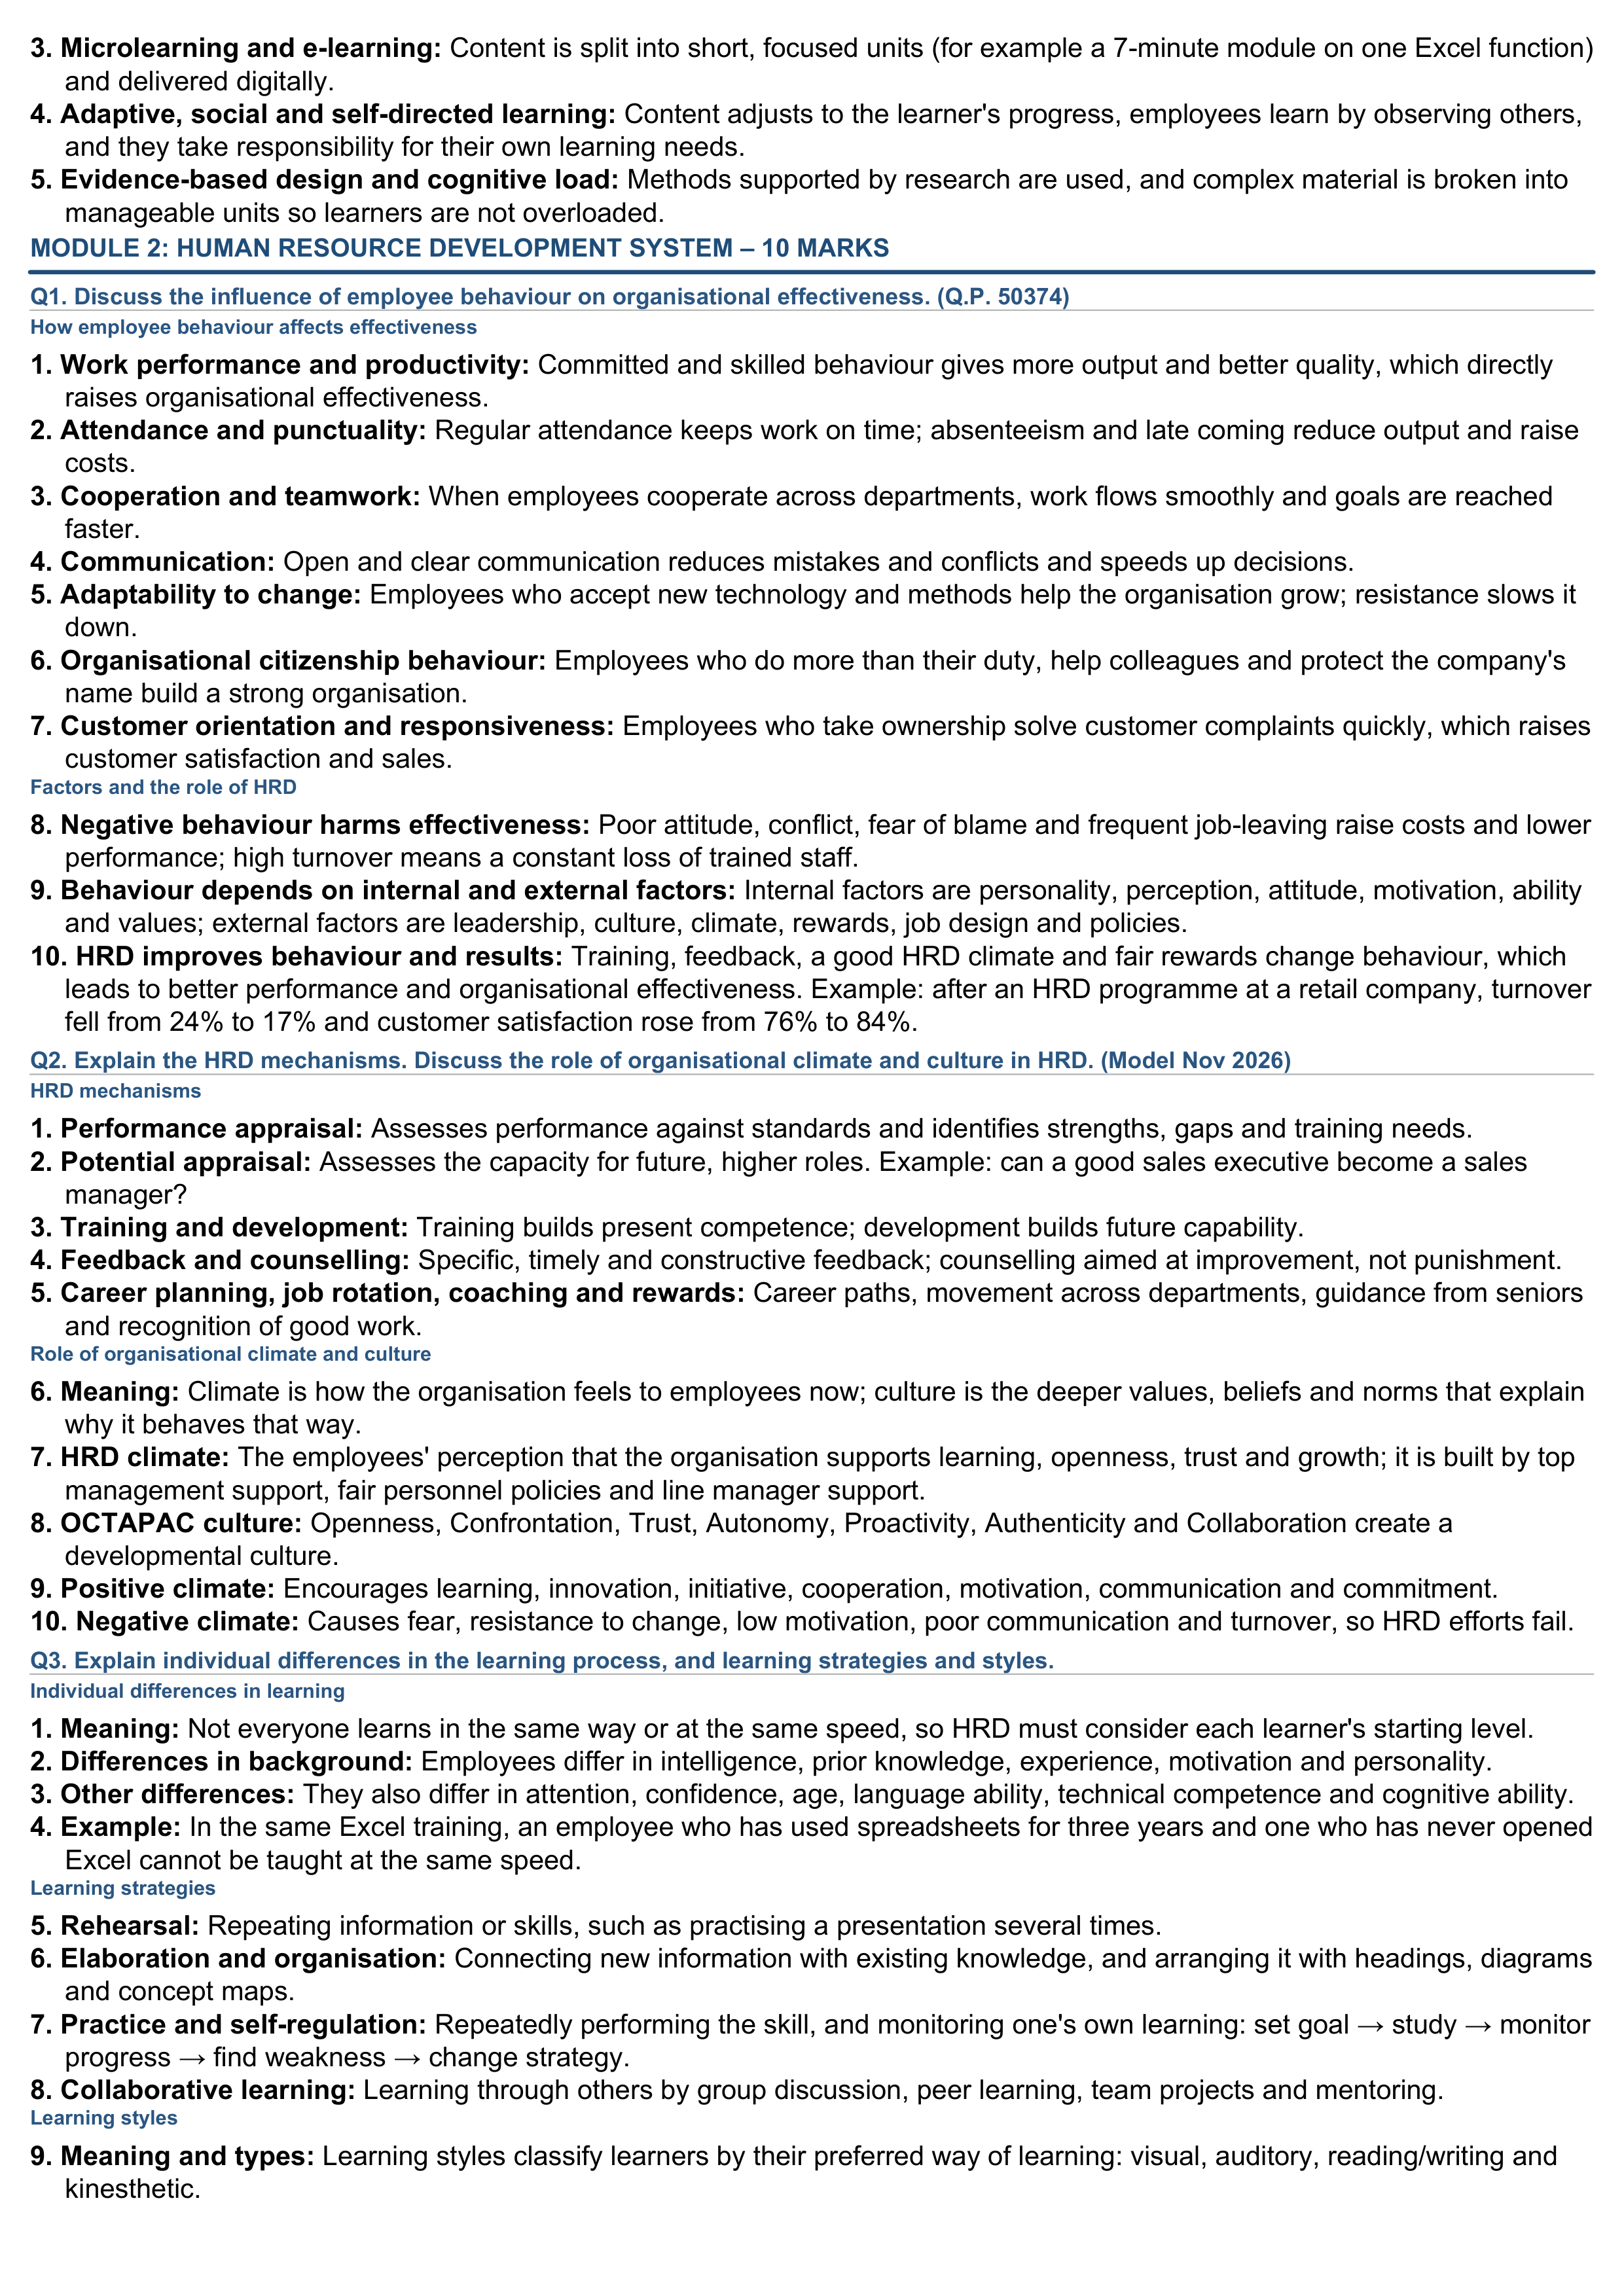 3. Microlearning and e-learning: Content is split into short, focused units (for example a 7-minute module on one Excel function)
and delivered digitally.
4. Adaptive, social and self-directed learning: Content adjusts to the learner's progress, employees learn by observing others,
and they take responsibility for their own learning needs.
5. Evidence-based design and cognitive load: Methods supported by research are used, and complex material is broken into
manageable units so learners are not overloaded.
MODULE 2: HUMAN RESOURCE DEVELOPMENT SYSTEM – 10 MARKS
Q1. Discuss the influence of employee behaviour on organisational effectiveness. (Q.P. 50374)
How employee behaviour affects effectiveness
1. Work performance and productivity: Committed and skilled behaviour gives more output and better quality, which directly
raises organisational effectiveness.
2. Attendance and punctuality: Regular attendance keeps work on time; absenteeism and late coming reduce output and raise
costs.
3. Cooperation and teamwork: When employees cooperate across departments, work flows smoothly and goals are reached
faster.
4. Communication: Open and clear communication reduces mistakes and conflicts and speeds up decisions.
5. Adaptability to change: Employees who accept new technology and methods help the organisation grow; resistance slows it
down.
6. Organisational citizenship behaviour: Employees who do more than their duty, help colleagues and protect the company's
name build a strong organisation.
7. Customer orientation and responsiveness: Employees who take ownership solve customer complaints quickly, which raises
customer satisfaction and sales.
Factors and the role of HRD
8. Negative behaviour harms effectiveness: Poor attitude, conflict, fear of blame and frequent job-leaving raise costs and lower
performance; high turnover means a constant loss of trained staff.
9. Behaviour depends on internal and external factors: Internal factors are personality, perception, attitude, motivation, ability
and values; external factors are leadership, culture, climate, rewards, job design and policies.
10. HRD improves behaviour and results: Training, feedback, a good HRD climate and fair rewards change behaviour, which
leads to better performance and organisational effectiveness. Example: after an HRD programme at a retail company, turnover
fell from 24% to 17% and customer satisfaction rose from 76% to 84%.
Q2. Explain the HRD mechanisms. Discuss the role of organisational climate and culture in HRD. (Model Nov 2026)
HRD mechanisms
1. Performance appraisal: Assesses performance against standards and identifies strengths, gaps and training needs.
2. Potential appraisal: Assesses the capacity for future, higher roles. Example: can a good sales executive become a sales
manager?
3. Training and development: Training builds present competence; development builds future capability.
4. Feedback and counselling: Specific, timely and constructive feedback; counselling aimed at improvement, not punishment.
5. Career planning, job rotation, coaching and rewards: Career paths, movement across departments, guidance from seniors
and recognition of good work.
Role of organisational climate and culture
6. Meaning: Climate is how the organisation feels to employees now; culture is the deeper values, beliefs and norms that explain
why it behaves that way.
7. HRD climate: The employees' perception that the organisation supports learning, openness, trust and growth; it is built by top
management support, fair personnel policies and line manager support.
8. OCTAPAC culture: Openness, Confrontation, Trust, Autonomy, Proactivity, Authenticity and Collaboration create a
developmental culture.
9. Positive climate: Encourages learning, innovation, initiative, cooperation, motivation, communication and commitment.
10. Negative climate: Causes fear, resistance to change, low motivation, poor communication and turnover, so HRD efforts fail.
Q3. Explain individual differences in the learning process, and learning strategies and styles.
Individual differences in learning
1. Meaning: Not everyone learns in the same way or at the same speed, so HRD must consider each learner's starting level.
2. Differences in background: Employees differ in intelligence, prior knowledge, experience, motivation and personality.
3. Other differences: They also differ in attention, confidence, age, language ability, technical competence and cognitive ability.
4. Example: In the same Excel training, an employee who has used spreadsheets for three years and one who has never opened
Excel cannot be taught at the same speed.
Learning strategies
5. Rehearsal: Repeating information or skills, such as practising a presentation several times.
6. Elaboration and organisation: Connecting new information with existing knowledge, and arranging it with headings, diagrams
and concept maps.
7. Practice and self-regulation: Repeatedly performing the skill, and monitoring one's own learning: set goal → study → monitor
progress → find weakness → change strategy.
8. Collaborative learning: Learning through others by group discussion, peer learning, team projects and mentoring.
Learning styles
9. Meaning and types: Learning styles classify learners by their preferred way of learning: visual, auditory, reading/writing and
kinesthetic.